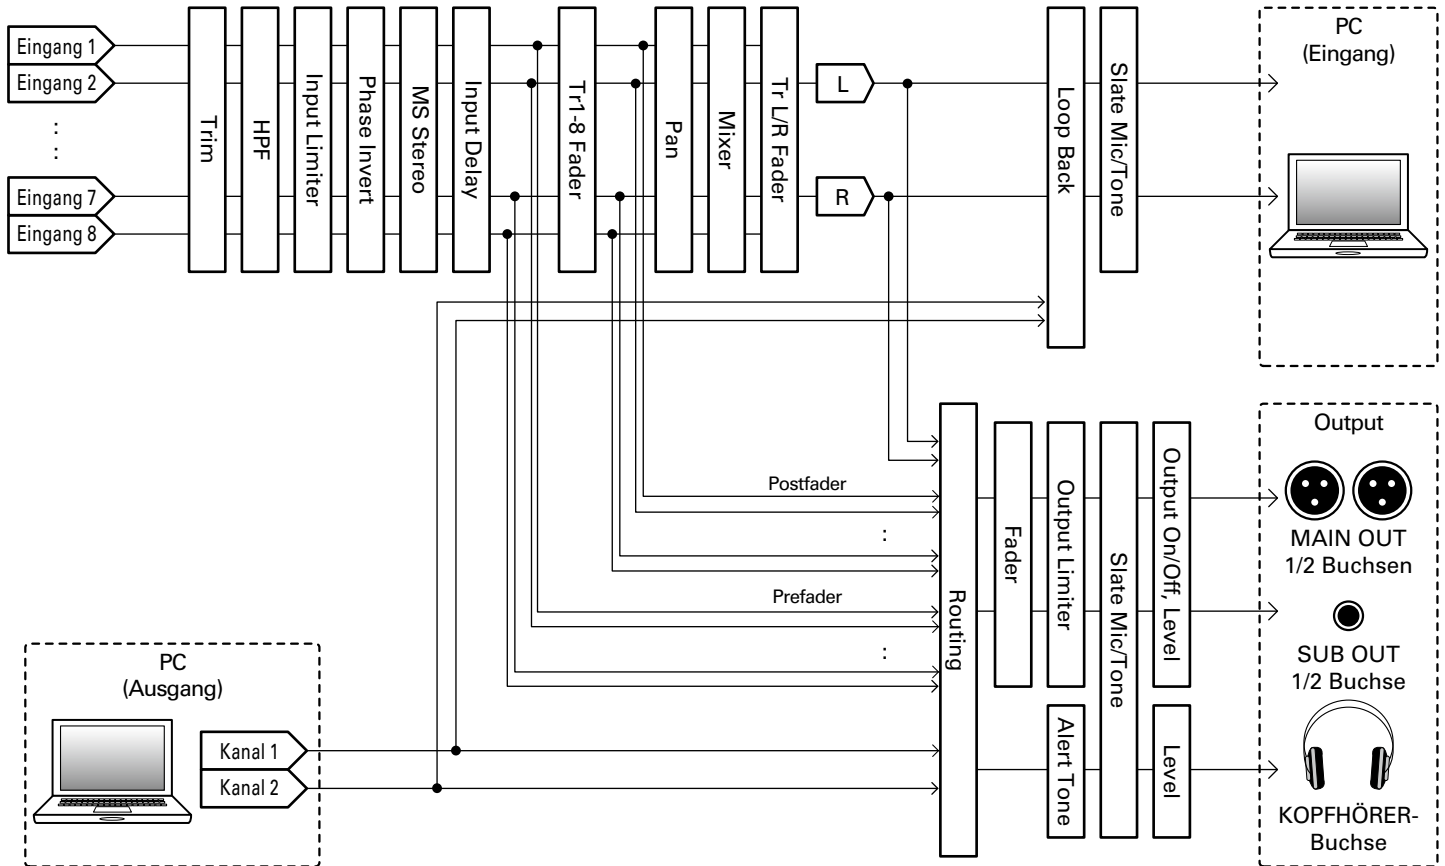 Eingang 1
Eingang 2
:
:
Eingang 7
Eingang 8
Trim
HPF
Input Limiter
Phase Invert
MS Stereo
Input Delay
Tr1-8 Fader
Pan
Mixer
Tr L/R Fader
L
R
Loop Back
Slate Mic/Tone
PC
(Eingang)
Postfader
:
Prefader
:
Routing
Fader
Output Limiter
Alert Tone
Slate Mic/Tone
Output On/Off, Level
Level
Output
MAIN OUT
1/2 Buchsen
SUB OUT
1/2 Buchse
KOPFHÖRER-
Buchse
PC
(Ausgang)
Kanal 1
Kanal 2